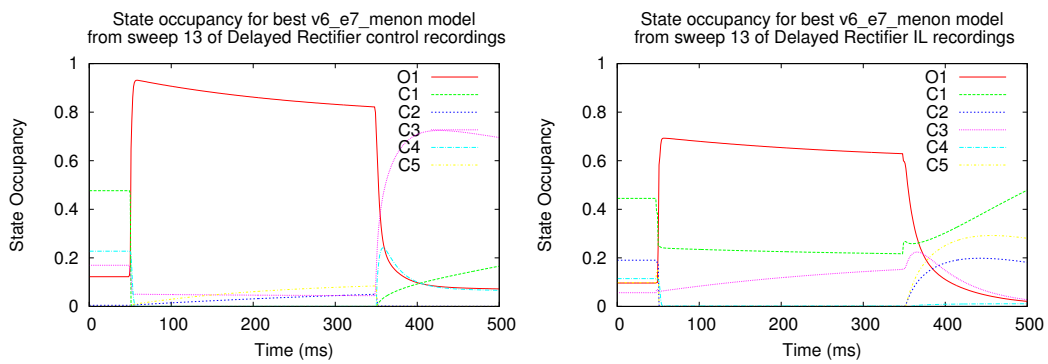 State occupancy for best v6_e7_menon model
from sweep 13 of Delayed Rectifier control recordings
State Occupancy
1
0.8
0.6
0.4
0.2
0
0 100 200 300 400 500
Time (ms)
O1
C1
C2
C3
C4
C5
State occupancy for best v6_e7_menon model
from sweep 13 of Delayed Rectifier IL recordings
State Occupancy
1
0.8
0.6
0.4
0.2
0
0 100 200 300 400 500
Time (ms)
O1
C1
C2
C3
C4
C5